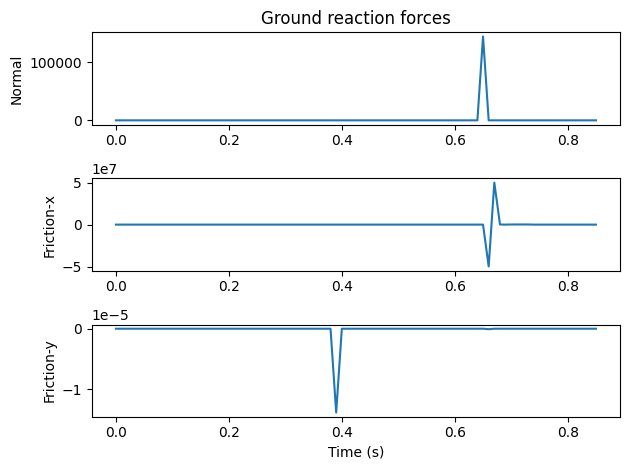 Ground reaction forces
Normal
100000
0
0.0 0.2 0.4 0.6 0.8
1e7
Friction-x
5
0
−5
0.0 0.2 0.4 0.6 0.8
1e−5
Friction-y
0
−1
0.0 0.2 0.4 0.6 0.8
Time (s)